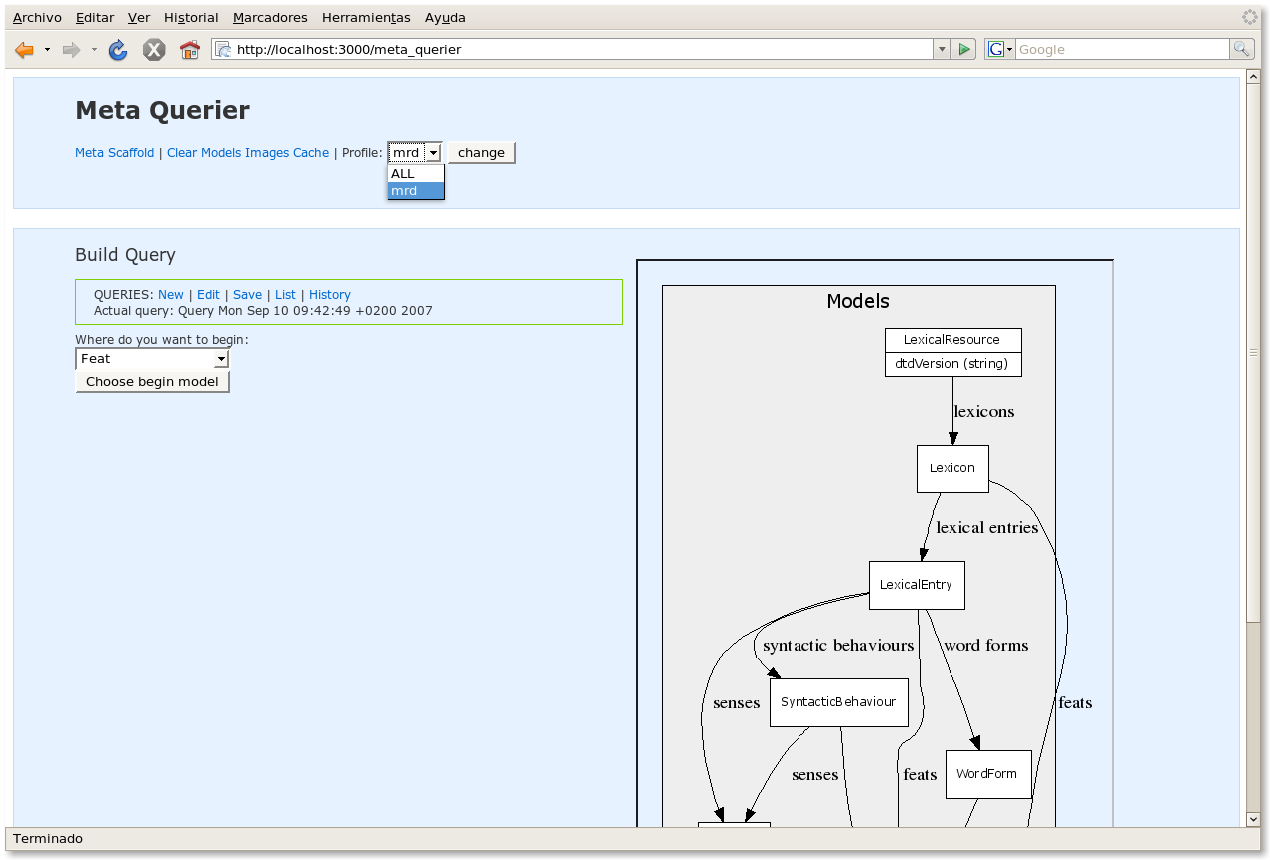 Archivo Editar Ver Historial Marcadores Herramientas Ayuda
http://localhost:3000/meta_querier
G Google
Meta Querier
Meta Scaffold | Clear Models Images Cache | Profile: mrd change
ALL
mrd
Build Query
QUERIES: New | Edit | Save | List | History
Actual query: Query Mon Sep 10 09:42:49 +0200 2007
Where do you want to begin:
Feat
Choose begin model
Models
LexicalResource
dtdVersion (string)
lexicons
Lexicon
lexical entries
LexicalEntry
syntactic behaviours
word forms
senses
SyntacticBehaviour
feats
senses
feats
WordForm
Terminado